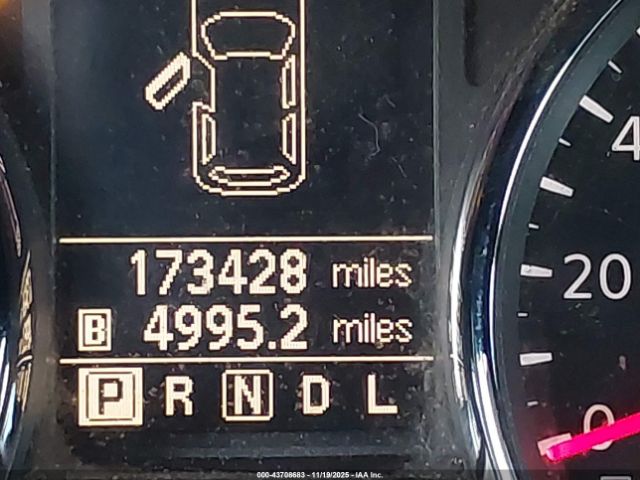 4
173428 miles
20
B 4995.2 miles
P R N D L
0
000-43708683 - 11/19/2025 - IAA Inc.